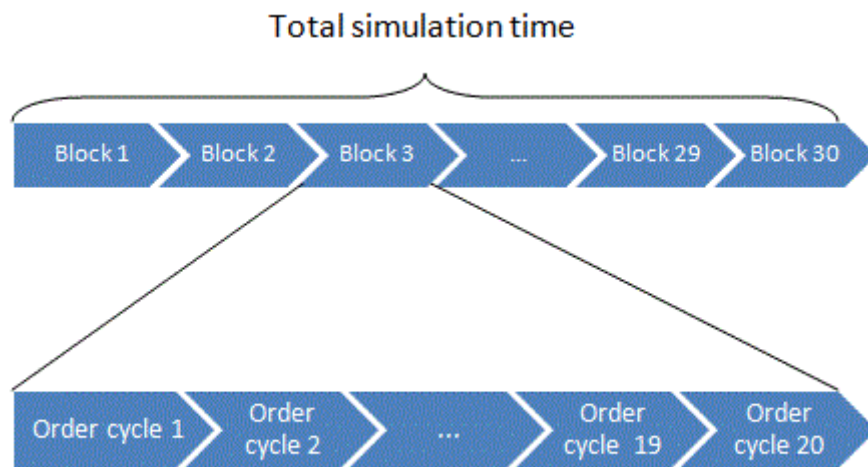 Total simulation time
Block 1
Block 2
Block 3
...
Block 29
Block 30
Order cycle 1
Order
cycle 2
...
Order
cycle 19
Order
cycle 20